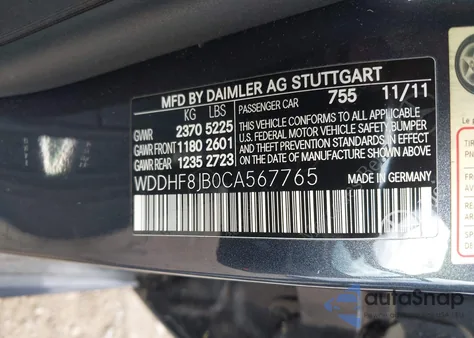 MFD BY DAIMLER AG STUTTGART
KG LBS PASSENGER CAR 755 11/11
GVWR 2370 5225
GAWR FRONT 1180 2601
GAWR REAR 1235 2723
THIS VEHICLE CONFORMS TO ALL APPLICABLE
U.S. FEDERAL MOTOR VEHICLE SAFETY, BUMPER
AND THEFT PREVENTION STANDARDS IN EFFECT
ON THE DATE OF MANUFACTURE SHOWN ABOVE.
WDDHF8JB0CA567765 MADE IN GERMANY
Le p
TIR
autoSnap